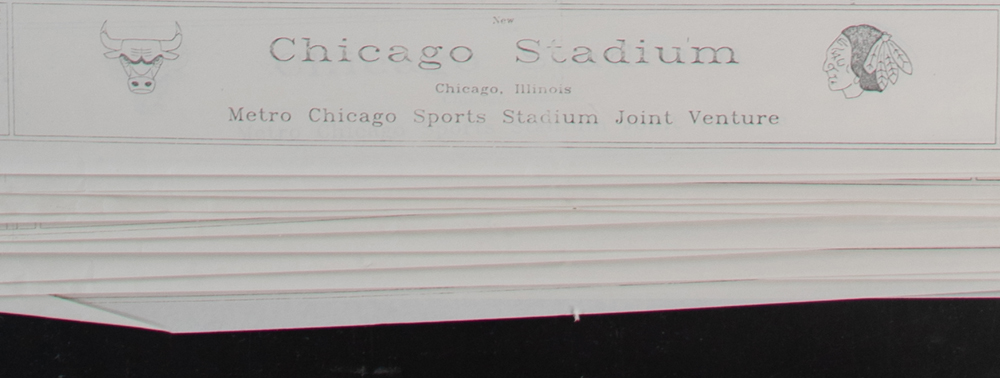 New
Chicago Stadium
Chicago, Illinois
Metro Chicago Sports Stadium Joint Venture